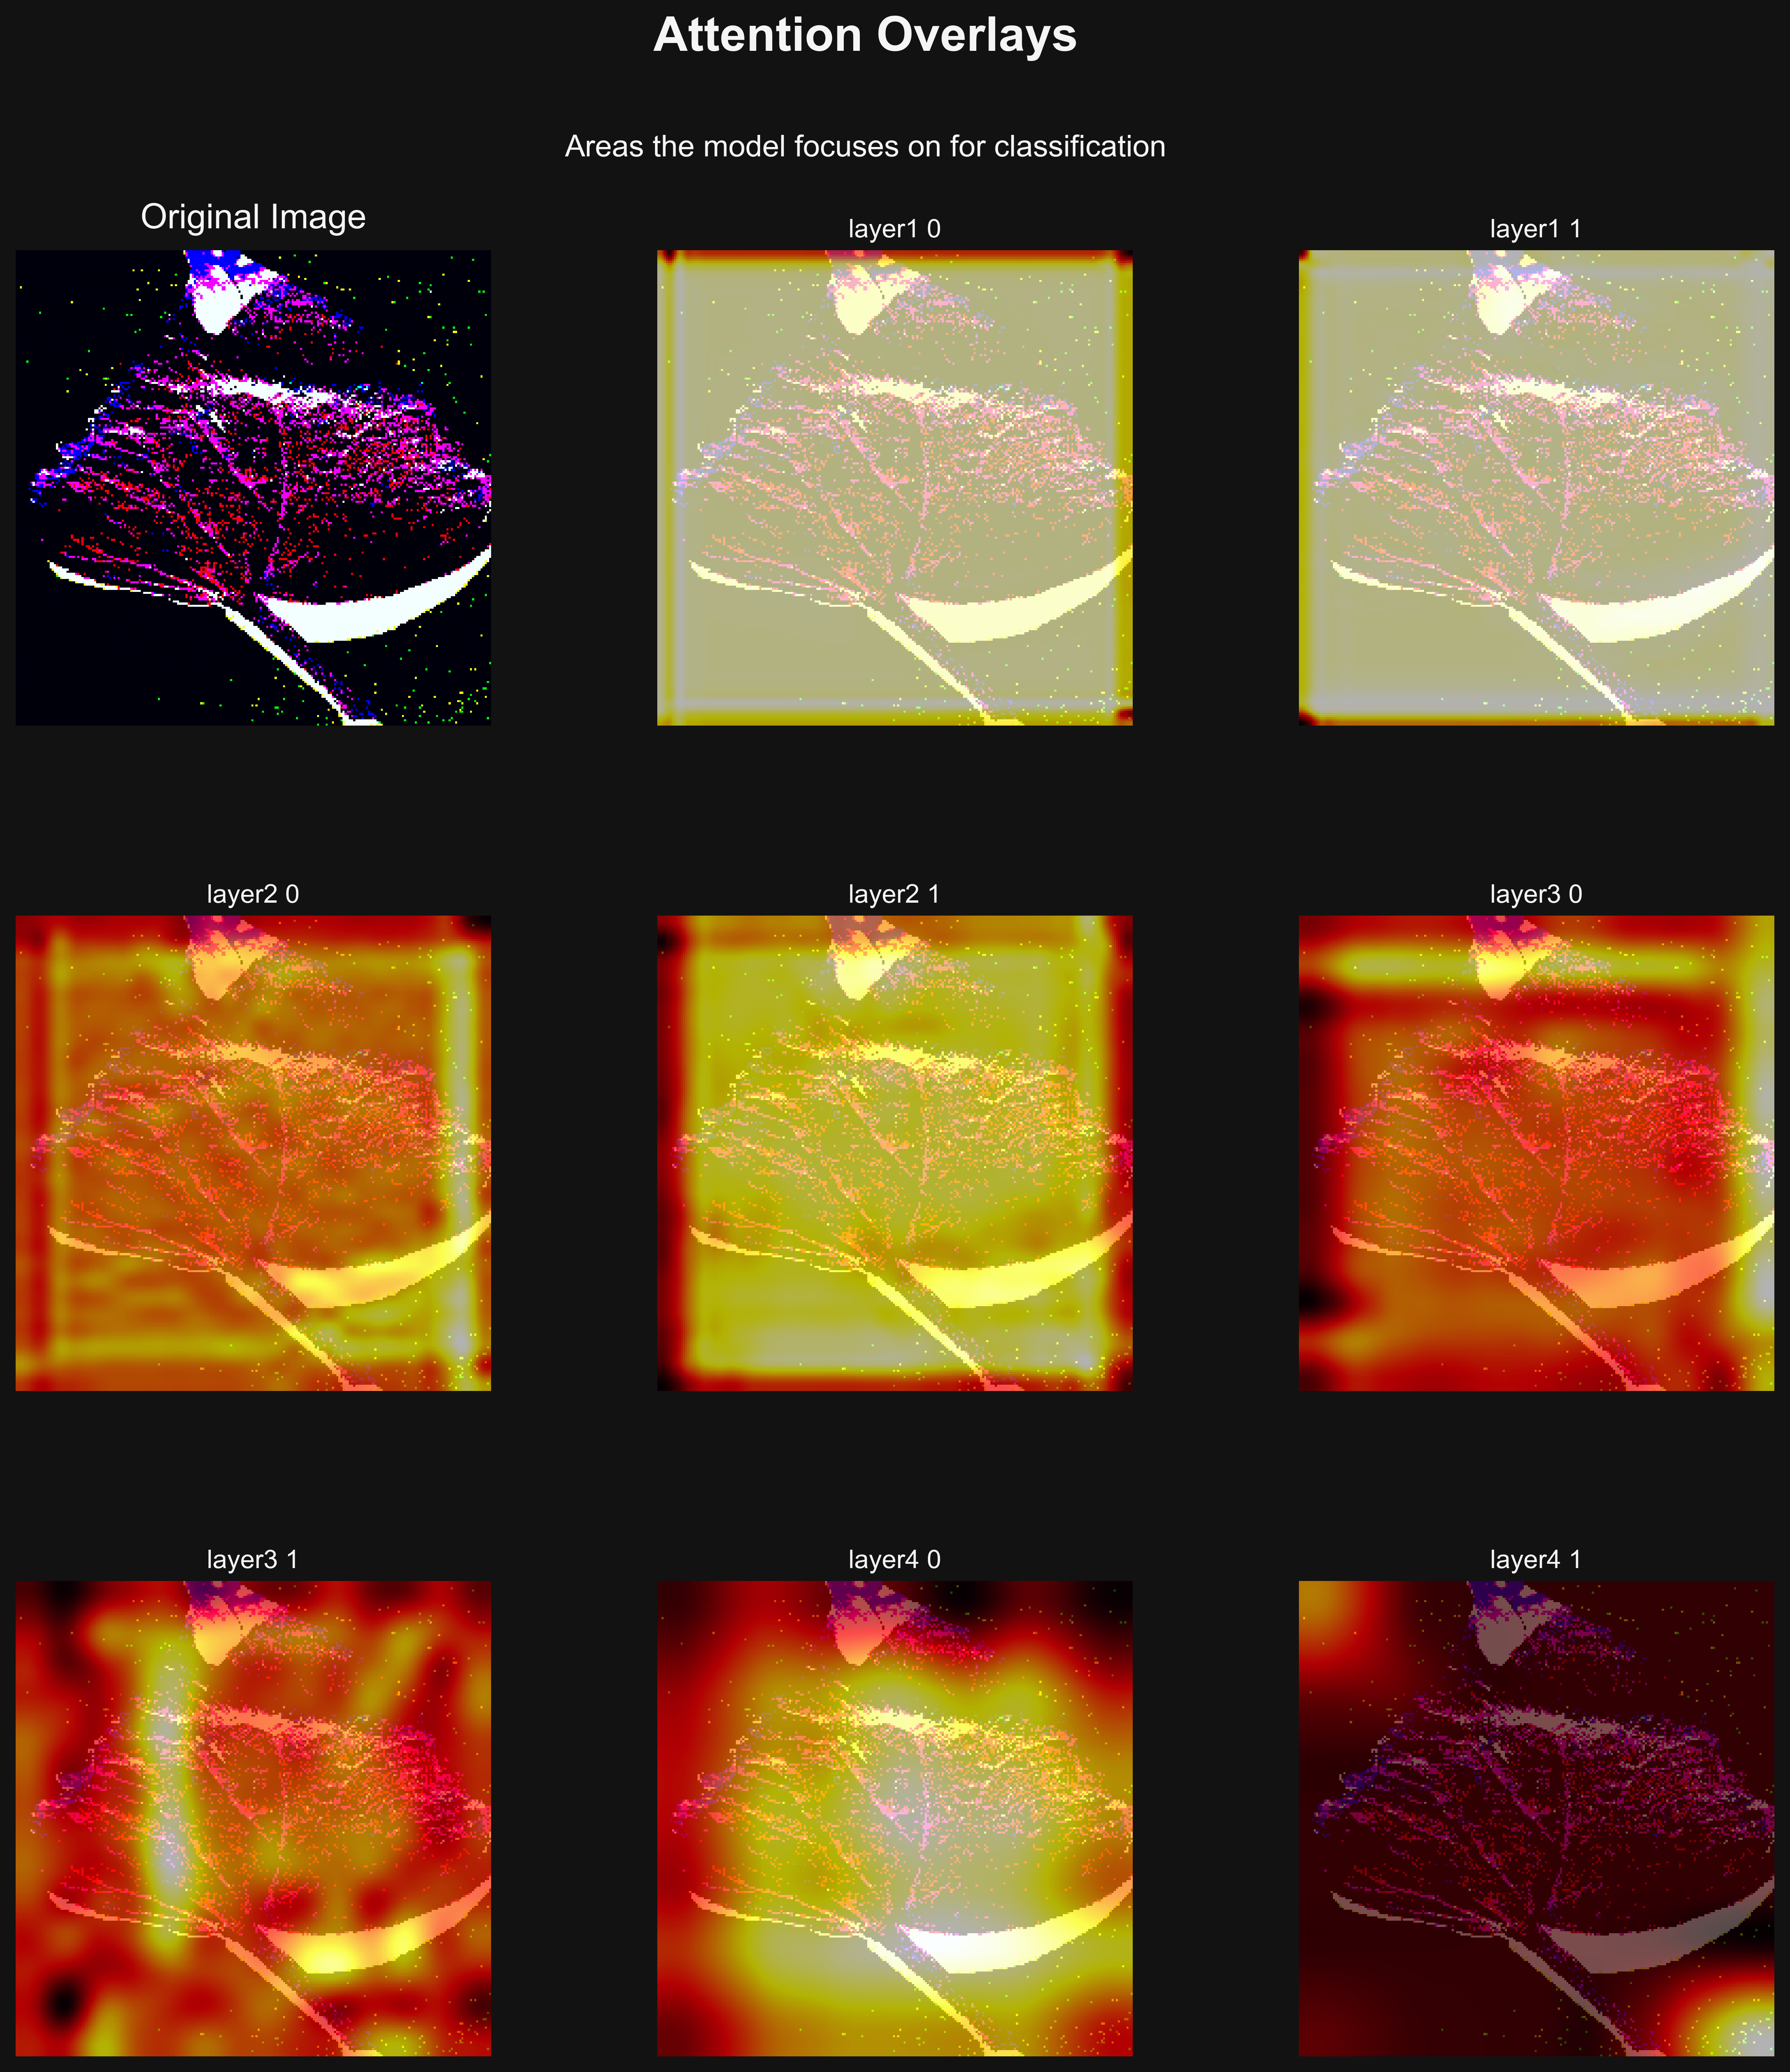 Attention Overlays
Areas the model focuses on for classification
Original Image
layer1 0
layer1 1
layer2 0
layer2 1
layer3 0
layer3 1
layer4 0
layer4 1